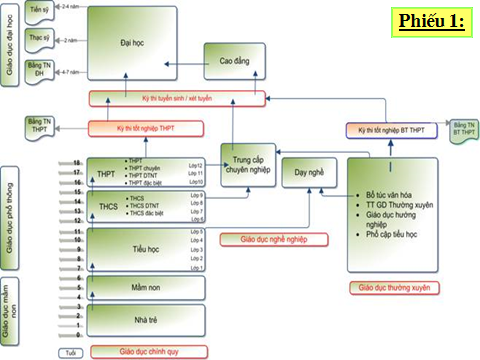 Phiếu 1:
Giáo dục đại học
Tiến sỹ
2-4 năm
Thạc sỹ
-2 năm
Bằng TN
ĐH
4-7 năm
Đại học
Cao đẳng
Kỳ thi tuyển sinh / xét tuyển
Bằng TN
THPT
Kỳ thi tốt nghiệp THPT
Kỳ thi tốt nghiệp BT THPT
Bằng TN
BT THPT
Giáo dục phổ thông
18
17
16
15
14
13
12
11
10
9
8
7
6
5
4
3
2
1
0
THPT
• THPT
• THPT chuyên
• THPT DTNT
• THPT đặc biệt
Lớp12
Lớp 11
Lớp10
THCS
• THCS
• THCS DTNT
• THCS đặc biệt
Lớp 9
Lớp 8
Lớp 7
Lớp 6
Tiểu học
Lớp 5
Lớp 4
Lớp 3
Lớp 2
Lớp 1
Trung cấp
chuyên nghiệp
Dạy nghề
• Bổ túc văn hóa
• TT GD Thường xuyên
• Giáo dục hướng
nghiệp
• Phổ cập tiểu học
Giáo dục nghề nghiệp
Giáo dục thường xuyên
Giáo dục mầm
non
Mầm non
Nhà trẻ
Tuổi
Giáo dục chính quy